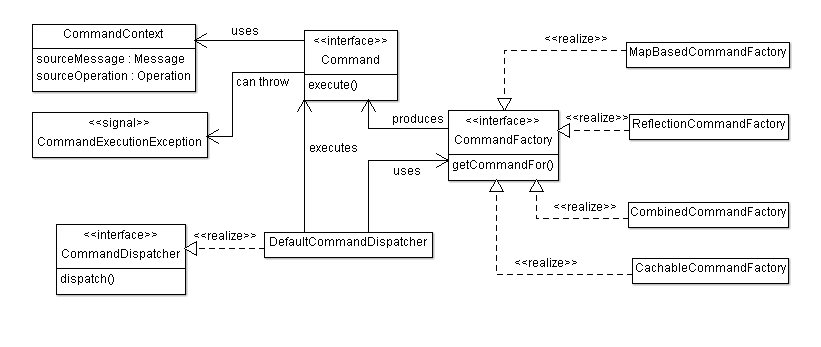 CommandContext
sourceMessage : Message
sourceOperation : Operation
uses
<<interface>>
Command
execute()
can throw
<<signal>>
CommandExecutionException
produces
<<interface>>
CommandFactory
getCommandFor()
<<realize>>
MapBasedCommandFactory
<<realize>>
ReflectionCommandFactory
executes
uses
<<realize>>
CombinedCommandFactory
<<interface>>
CommandDispatcher
dispatch()
<<realize>>
DefaultCommandDispatcher
<<realize>>
CachableCommandFactory